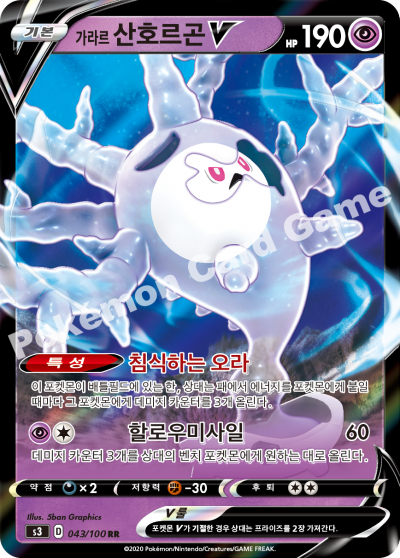 기본 가라르 산호르곤 V HP 190
Pokémon Card Game
특성 침식하는 오라
이 포켓몬이 배틀필드에 있는 한, 상대는 패에서 에너지를 포켓몬에게 붙일
때마다 그 포켓몬에게 데미지 카운터를 3개 올린다.
할로우미사일 60
데미지 카운터 3개를 상대의 벤치 포켓몬에게 원하는 대로 올린다.
약점 ×2 저항력 -30 후퇴
Illus. 5ban Graphics
V룰
s3 D 043/100 RR
포켓몬 V가 기절한 경우 상대는 프라이즈를 2장 가져간다.
©2020 Pokémon/Nintendo/Creatures/GAME FREAK.